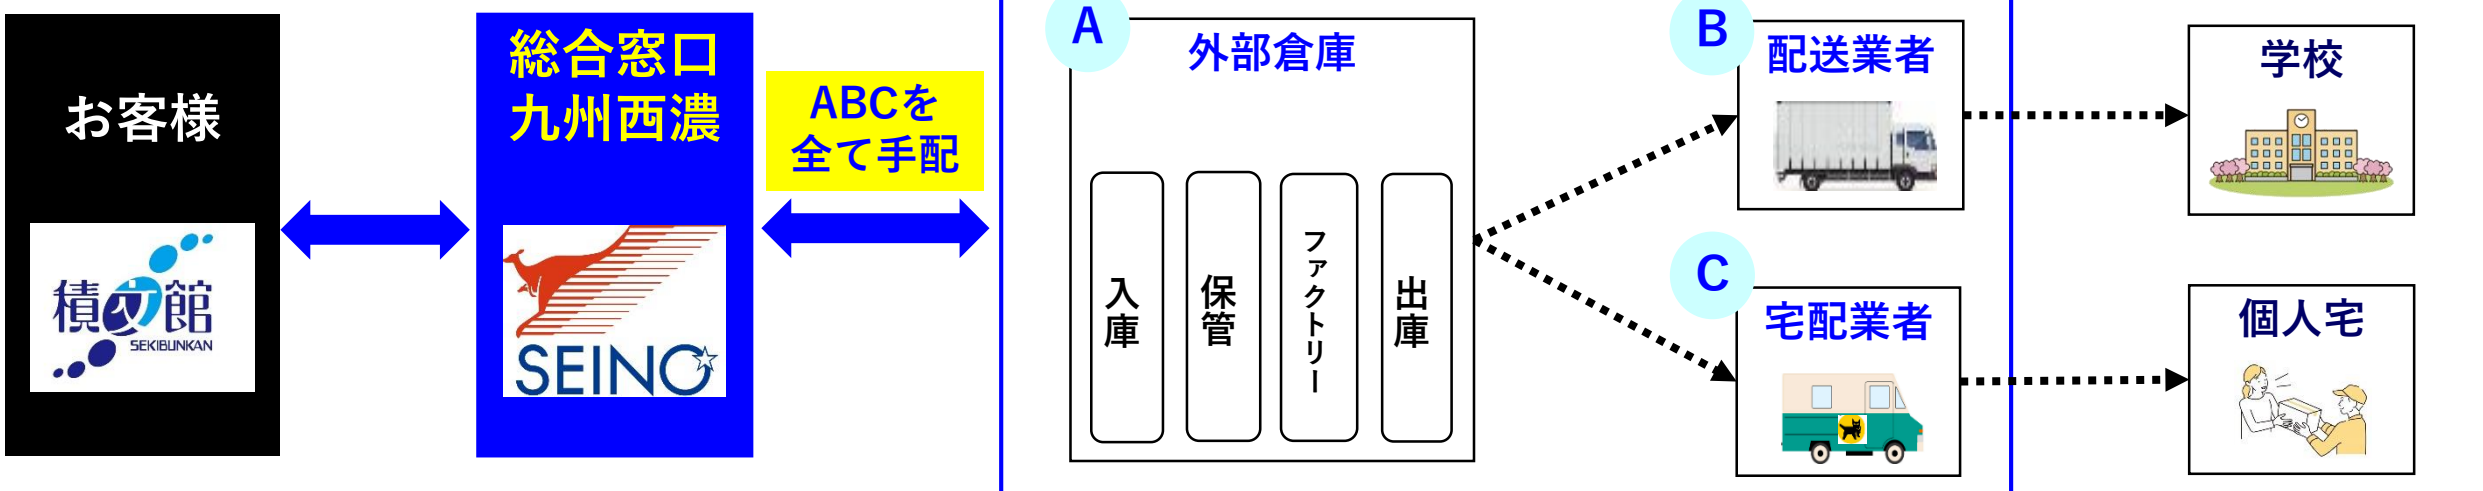 お客様
積文館
SEKIBUNKAN
総合窓口
九州西濃
SEINO
ABCを
全て手配
A
外部倉庫
入庫
保管
ファクトリー
出庫
B
配送業者
C
宅配業者
学校
個人宅